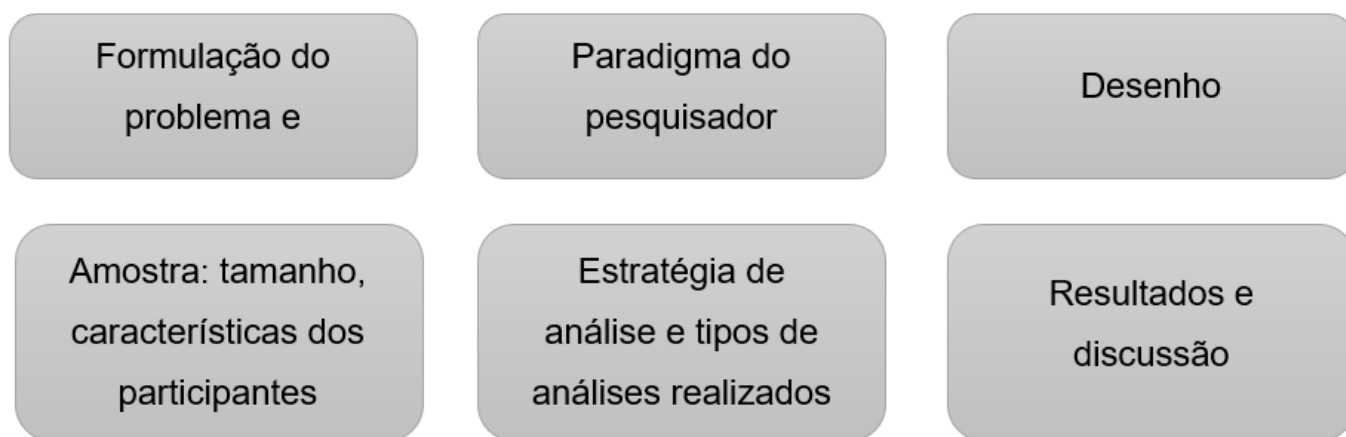 Formulação do
problema e
Paradigma do
pesquisador
Desenho
Amostra: tamanho,
características dos
participantes
Estratégia de
análise e tipos de
análises realizados
Resultados e
discussão